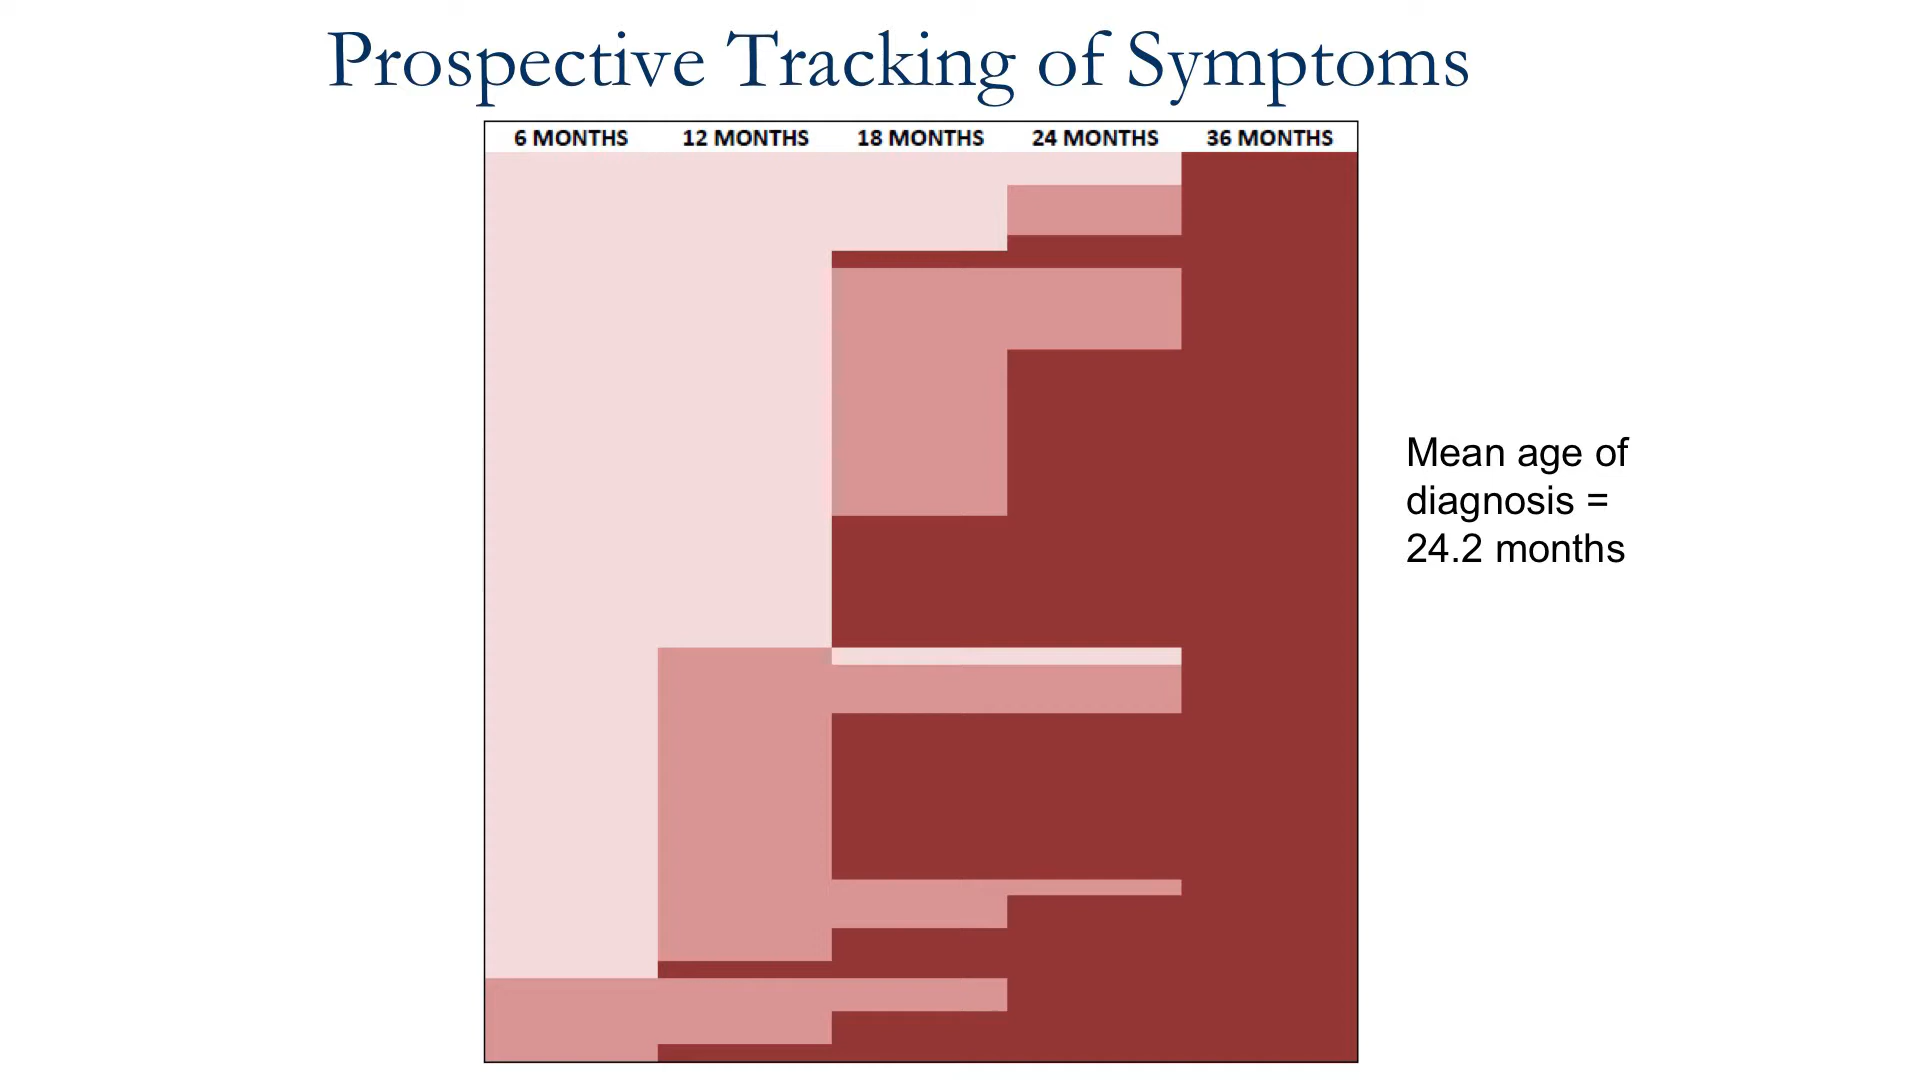 Prospective Tracking of Symptoms
6 MONTHS 12 MONTHS 18 MONTHS 24 MONTHS 36 MONTHS
Mean age of
diagnosis =
24.2 months